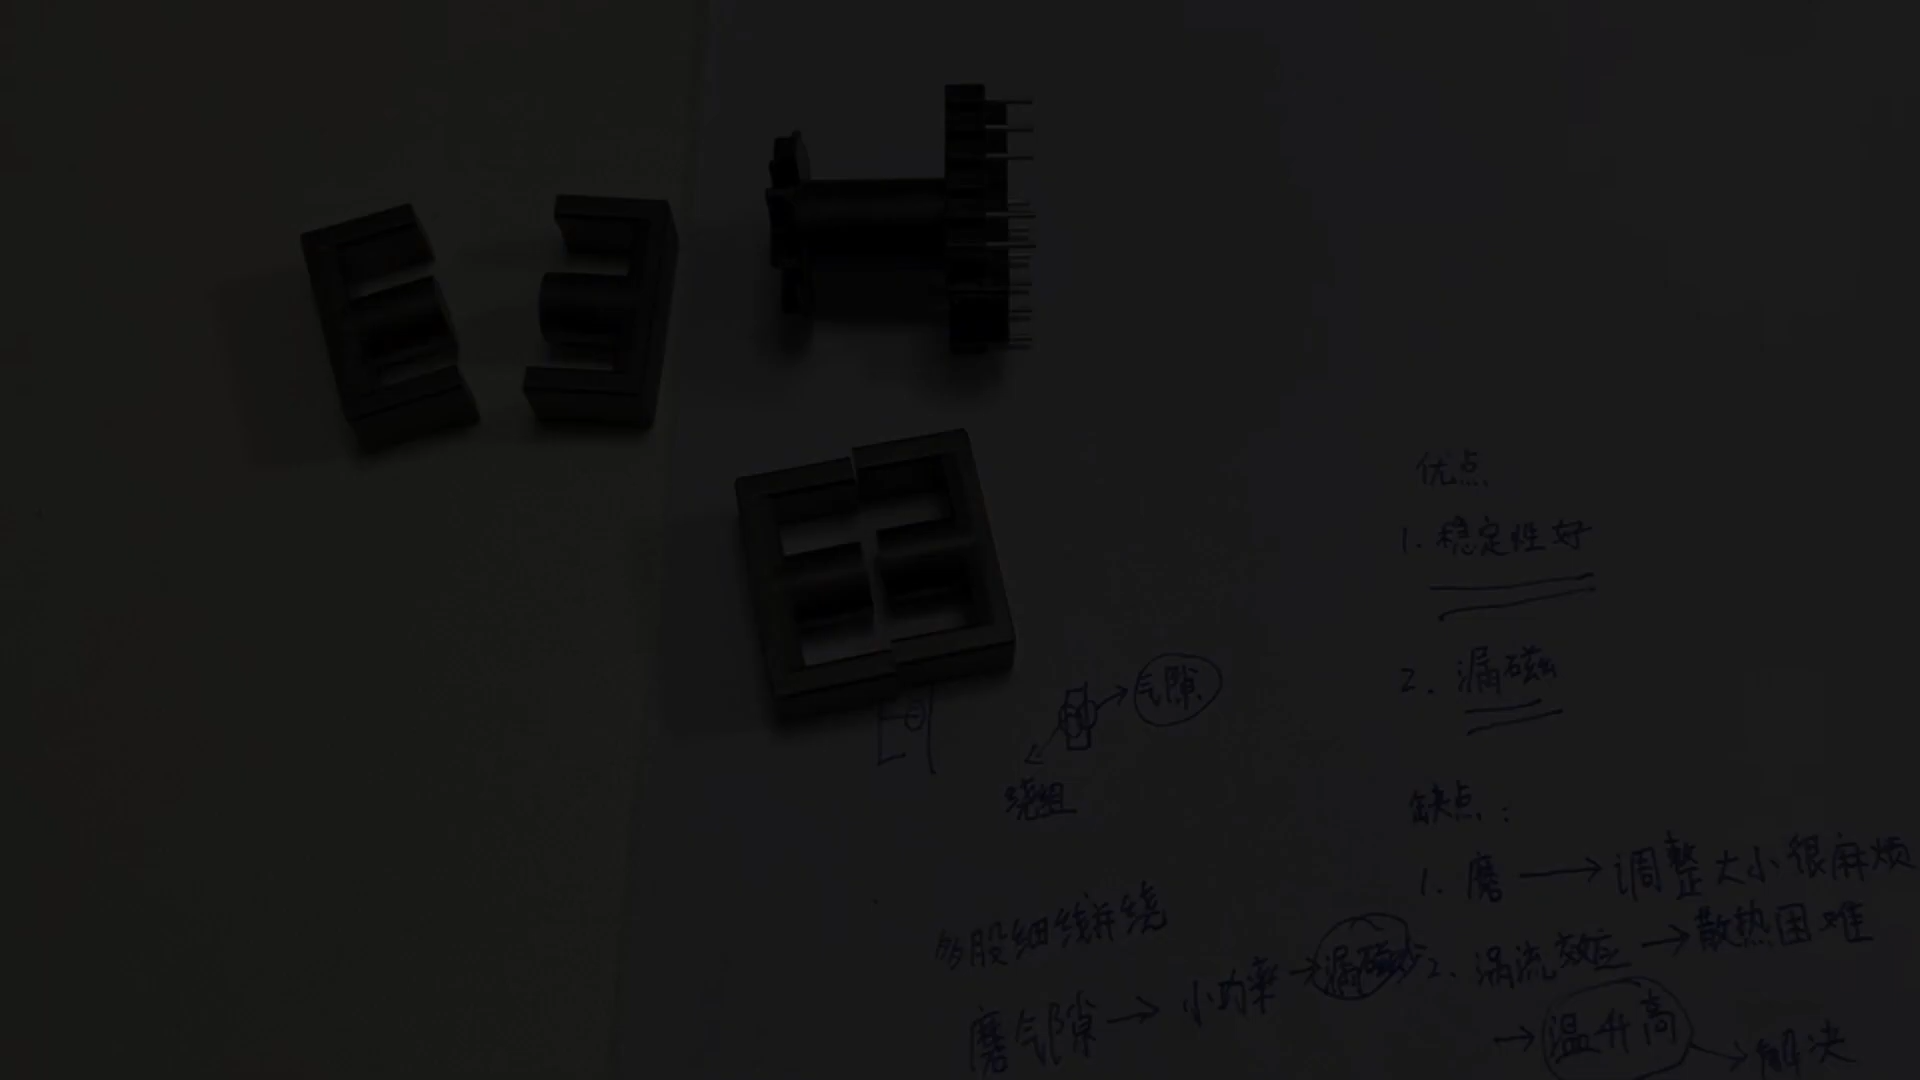 优点
1. 稳定性好
2. 漏磁
气隙
绕组
缺点:
1. 磨 → 调整大小很麻烦
2. 涡流效应 → 散热困难
→ 温升高 → 解决
多股细线并绕
磨气隙 → 小功率 → 漏磁少